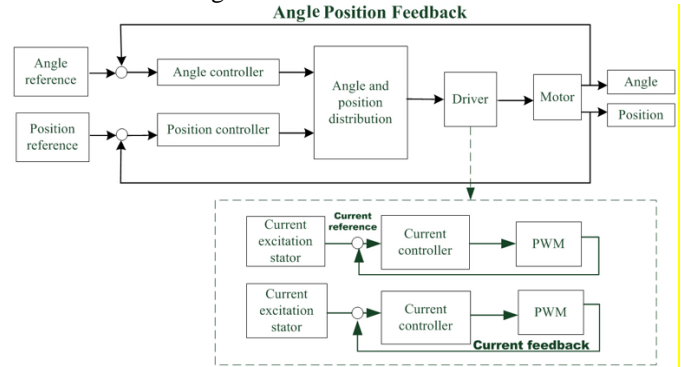 Angle Position Feedback
Angle
reference
Angle controller
Angle and
position
distribution
Driver
Motor
Angle
Position
Position
reference
Position controller
Current
excitation
stator
Current
reference
Current
controller
PWM
Current
excitation
stator
Current
controller
PWM
Current feedback